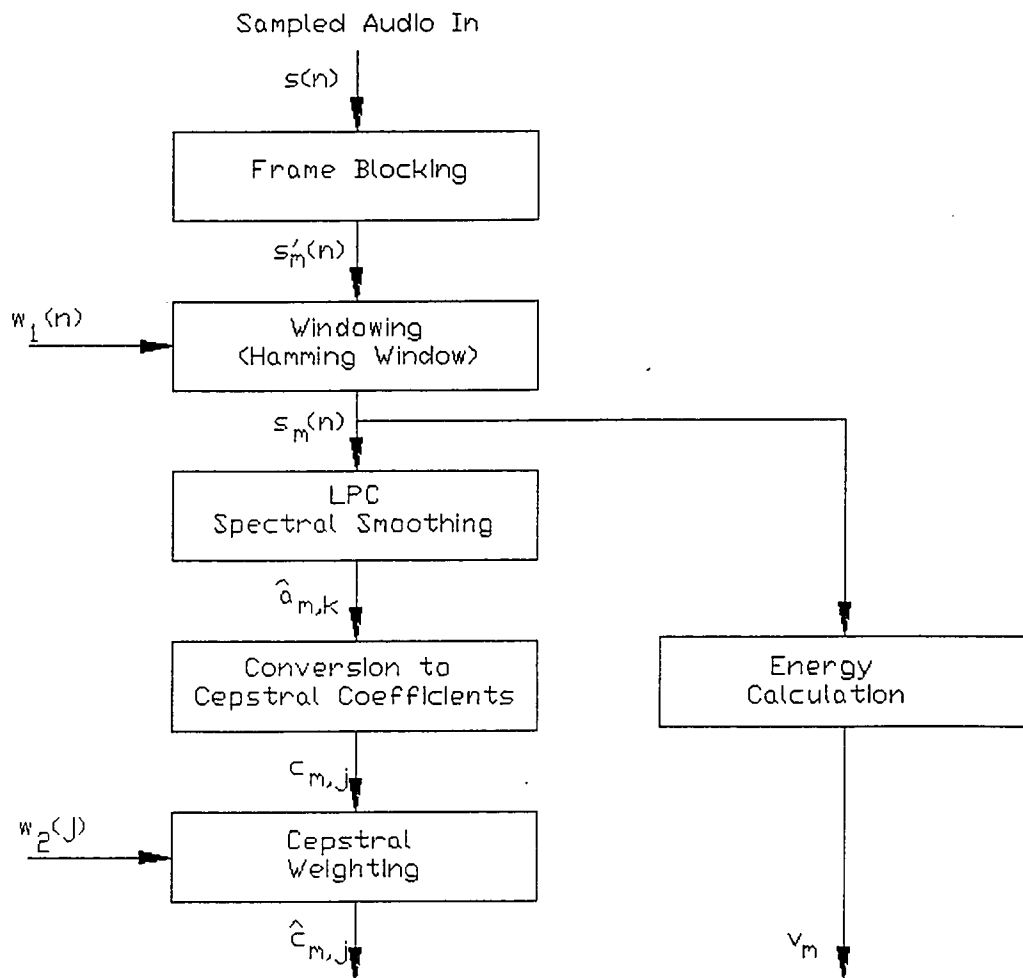 Sampled Audio In
s(n)
Frame Blocking
s′m(n)
w1(n)
Windowing
(Hamming Window)
sm(n)
LPC
Spectral Smoothing
âm,k
Conversion to
Cepstral Coefficients
Energy
Calculation
cm,j
w2(j)
Cepstral
Weighting
ĉm,j
vm